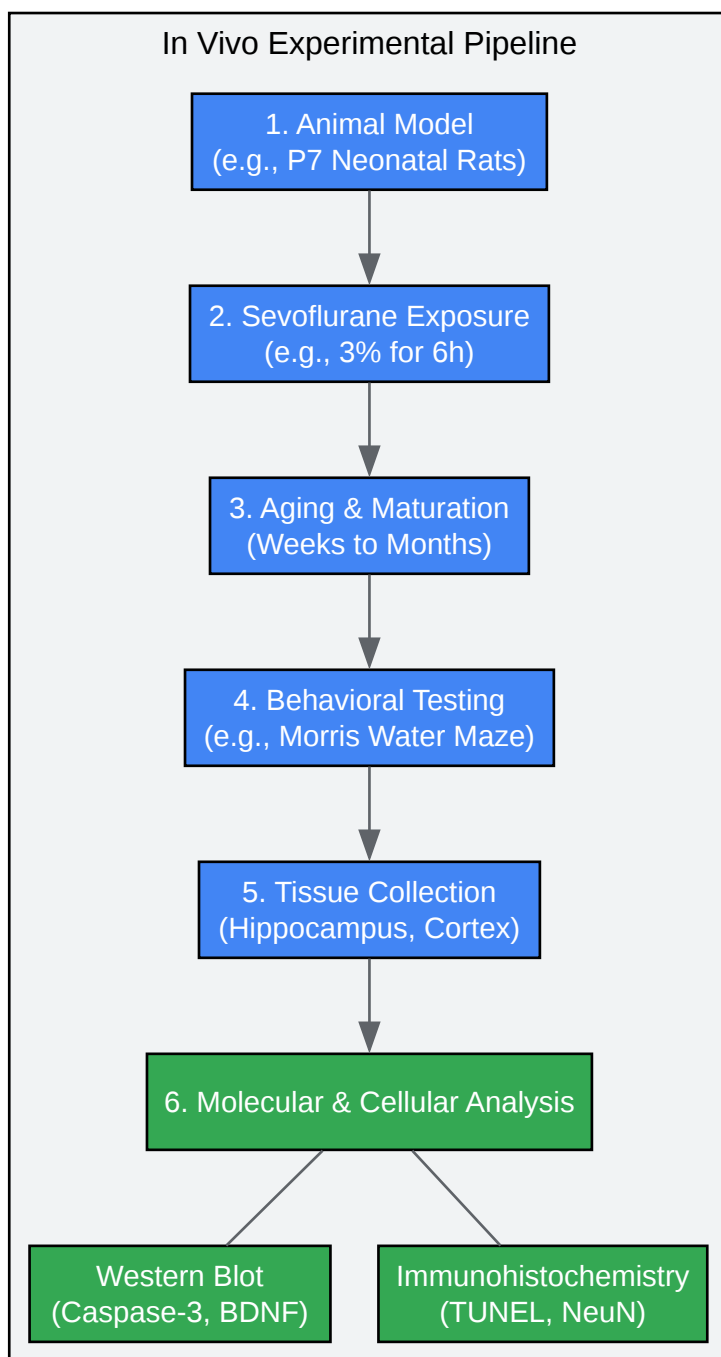 In Vivo Experimental Pipeline
1. Animal Model
(e.g., P7 Neonatal Rats)
2. Sevoflurane Exposure
(e.g., 3% for 6h)
3. Aging & Maturation
(Weeks to Months)
4. Behavioral Testing
(e.g., Morris Water Maze)
5. Tissue Collection
(Hippocampus, Cortex)
6. Molecular & Cellular Analysis
Western Blot
(Caspase-3, BDNF)
Immunohistochemistry
(TUNEL, NeuN)